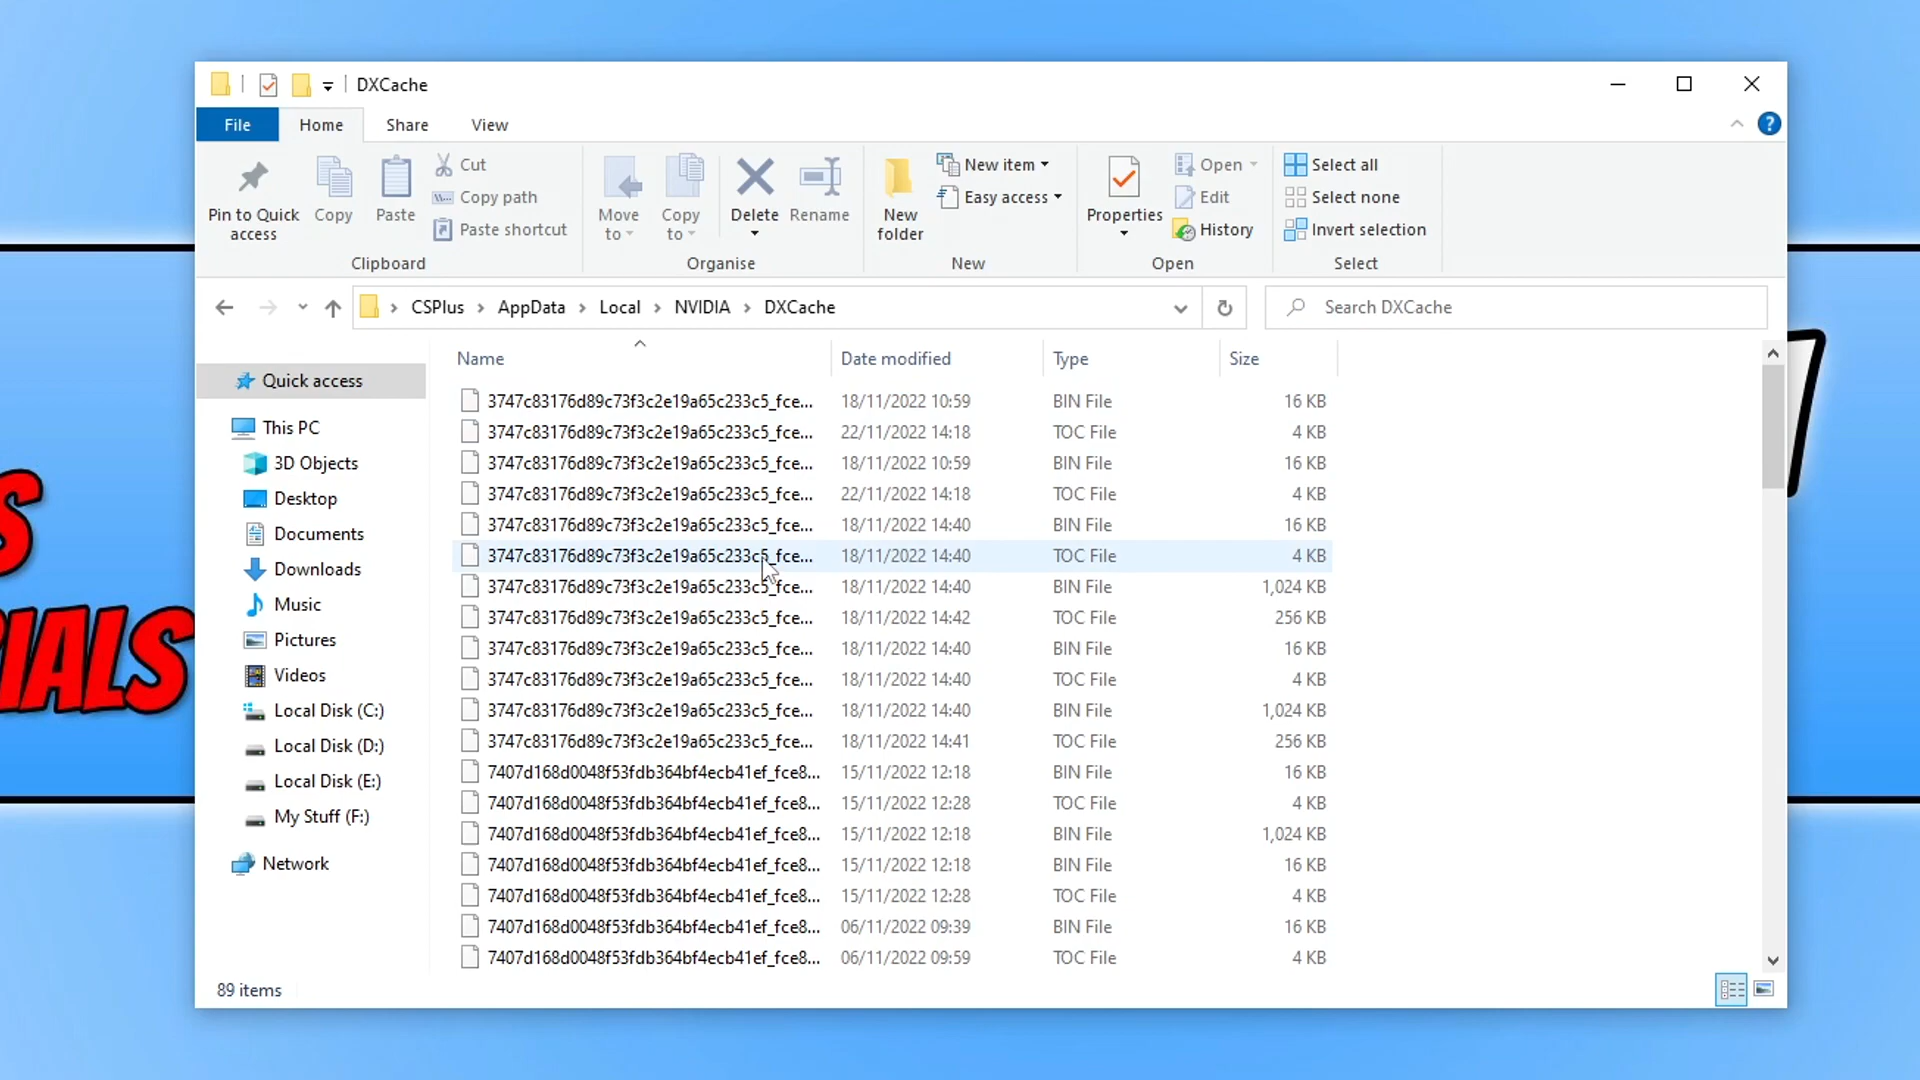 DXCache
File Home Share View
Pin to Quick access
Copy
Paste
Cut
Copy path
Paste shortcut
Clipboard
Move to
Copy to
Delete
Rename
Organise
New folder
New item
Easy access
New
Properties
Open
Edit
History
Open
Select all
Select none
Invert selection
Select
CSPlus > AppData > Local > NVIDIA > DXCache
Search DXCache
Quick access
This PC
3D Objects
Desktop
Documents
Downloads
Music
Pictures
Videos
Local Disk (C:)
Local Disk (D:)
Local Disk (E:)
My Stuff (F:)
Network
Name Date modified Type Size
3747c83176d89c73f3c2e19a65c233c5_fce... 18/11/2022 10:59 BIN File 16 KB
3747c83176d89c73f3c2e19a65c233c5_fce... 22/11/2022 14:18 TOC File 4 KB
3747c83176d89c73f3c2e19a65c233c5_fce... 18/11/2022 10:59 BIN File 16 KB
3747c83176d89c73f3c2e19a65c233c5_fce... 22/11/2022 14:18 TOC File 4 KB
3747c83176d89c73f3c2e19a65c233c5_fce... 18/11/2022 14:40 BIN File 16 KB
3747c83176d89c73f3c2e19a65c233c5_fce... 18/11/2022 14:40 TOC File 4 KB
3747c83176d89c73f3c2e19a65c233c5_fce... 18/11/2022 14:40 BIN File 1,024 KB
3747c83176d89c73f3c2e19a65c233c5_fce... 18/11/2022 14:42 TOC File 256 KB
3747c83176d89c73f3c2e19a65c233c5_fce... 18/11/2022 14:40 BIN File 16 KB
3747c83176d89c73f3c2e19a65c233c5_fce... 18/11/2022 14:40 TOC File 4 KB
3747c83176d89c73f3c2e19a65c233c5_fce... 18/11/2022 14:40 BIN File 1,024 KB
3747c83176d89c73f3c2e19a65c233c5_fce... 18/11/2022 14:41 TOC File 256 KB
7407d168d0048f53fdb364bf4ecb41ef_fce8... 15/11/2022 12:18 BIN File 16 KB
7407d168d0048f53fdb364bf4ecb41ef_fce8... 15/11/2022 12:28 TOC File 4 KB
7407d168d0048f53fdb364bf4ecb41ef_fce8... 15/11/2022 12:18 BIN File 1,024 KB
7407d168d0048f53fdb364bf4ecb41ef_fce8... 15/11/2022 12:18 BIN File 16 KB
7407d168d0048f53fdb364bf4ecb41ef_fce8... 15/11/2022 12:28 TOC File 4 KB
7407d168d0048f53fdb364bf4ecb41ef_fce8... 06/11/2022 09:39 BIN File 16 KB
7407d168d0048f53fdb364bf4ecb41ef_fce8... 06/11/2022 09:59 TOC File 4 KB
89 items